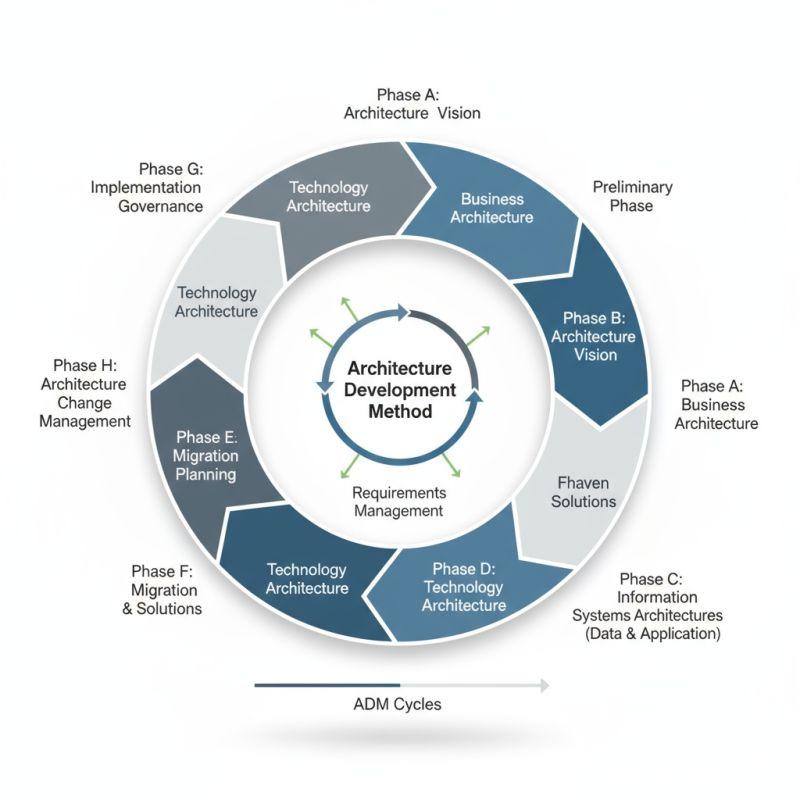 Phase A:
Architecture Vision
Phase G:
Implementation
Governance
Technology
Architecture
Business
Architecture
Preliminary
Phase
Technology
Architecture
Phase B:
Architecture
Vision
Architecture
Development
Method
Phase H:
Architecture
Change
Management
Phase A:
Business
Architecture
Phase E:
Migration
Planning
Fhaven
Solutions
Requirements
Management
Phase F:
Migration
& Solutions
Technology
Architecture
Phase D:
Technology
Architecture
Phase C:
Information
Systems Architectures
(Data & Application)
ADM Cycles